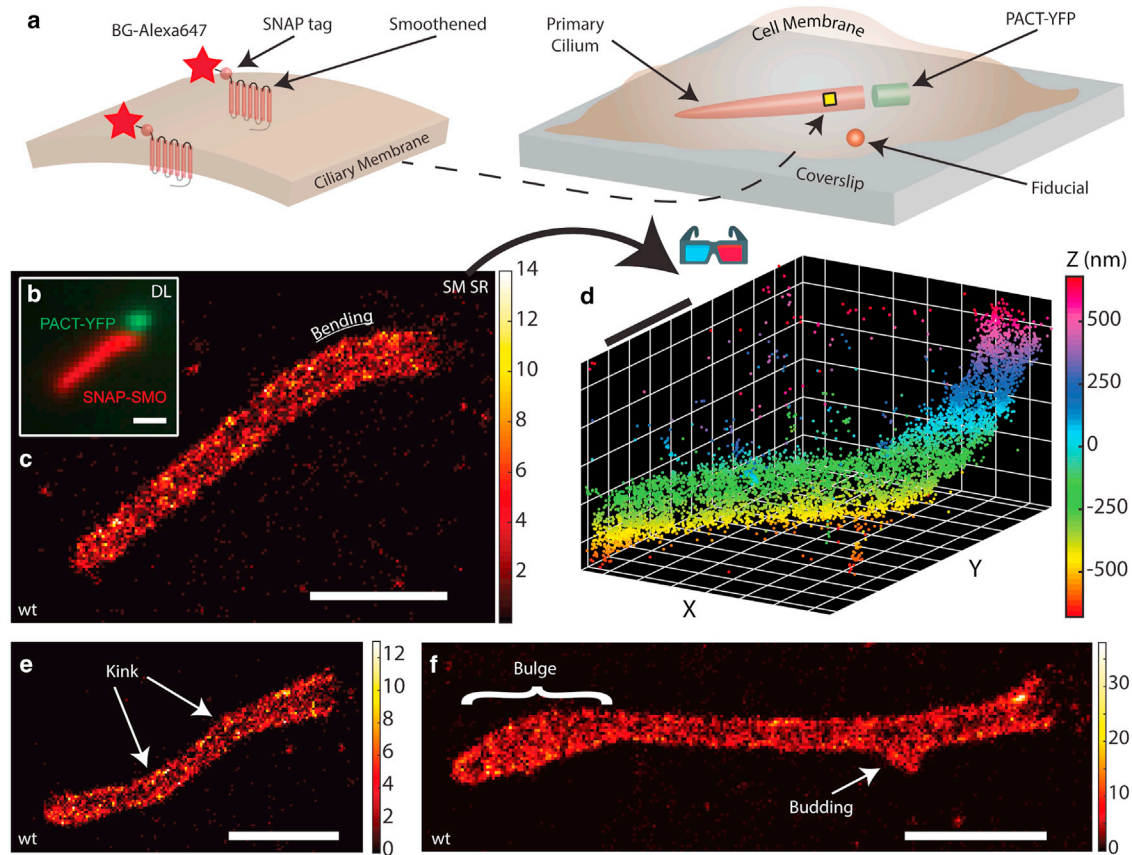 a
BG-Alexa647
SNAP tag
Smoothened
Ciliary Membrane
Primary
Cilium
Cell Membrane
PACT-YFP
Coverslip
Fiducial
b
DL
PACT-YFP
SNAP-SMO
c
Bending
SM SR
wt
14
12
10
8
6
4
2
d
X
Y
Z (nm)
500
250
0
-250
-500
e
Kink
wt
12
10
8
6
4
2
0
f
Bulge
Budding
wt
30
20
10
0